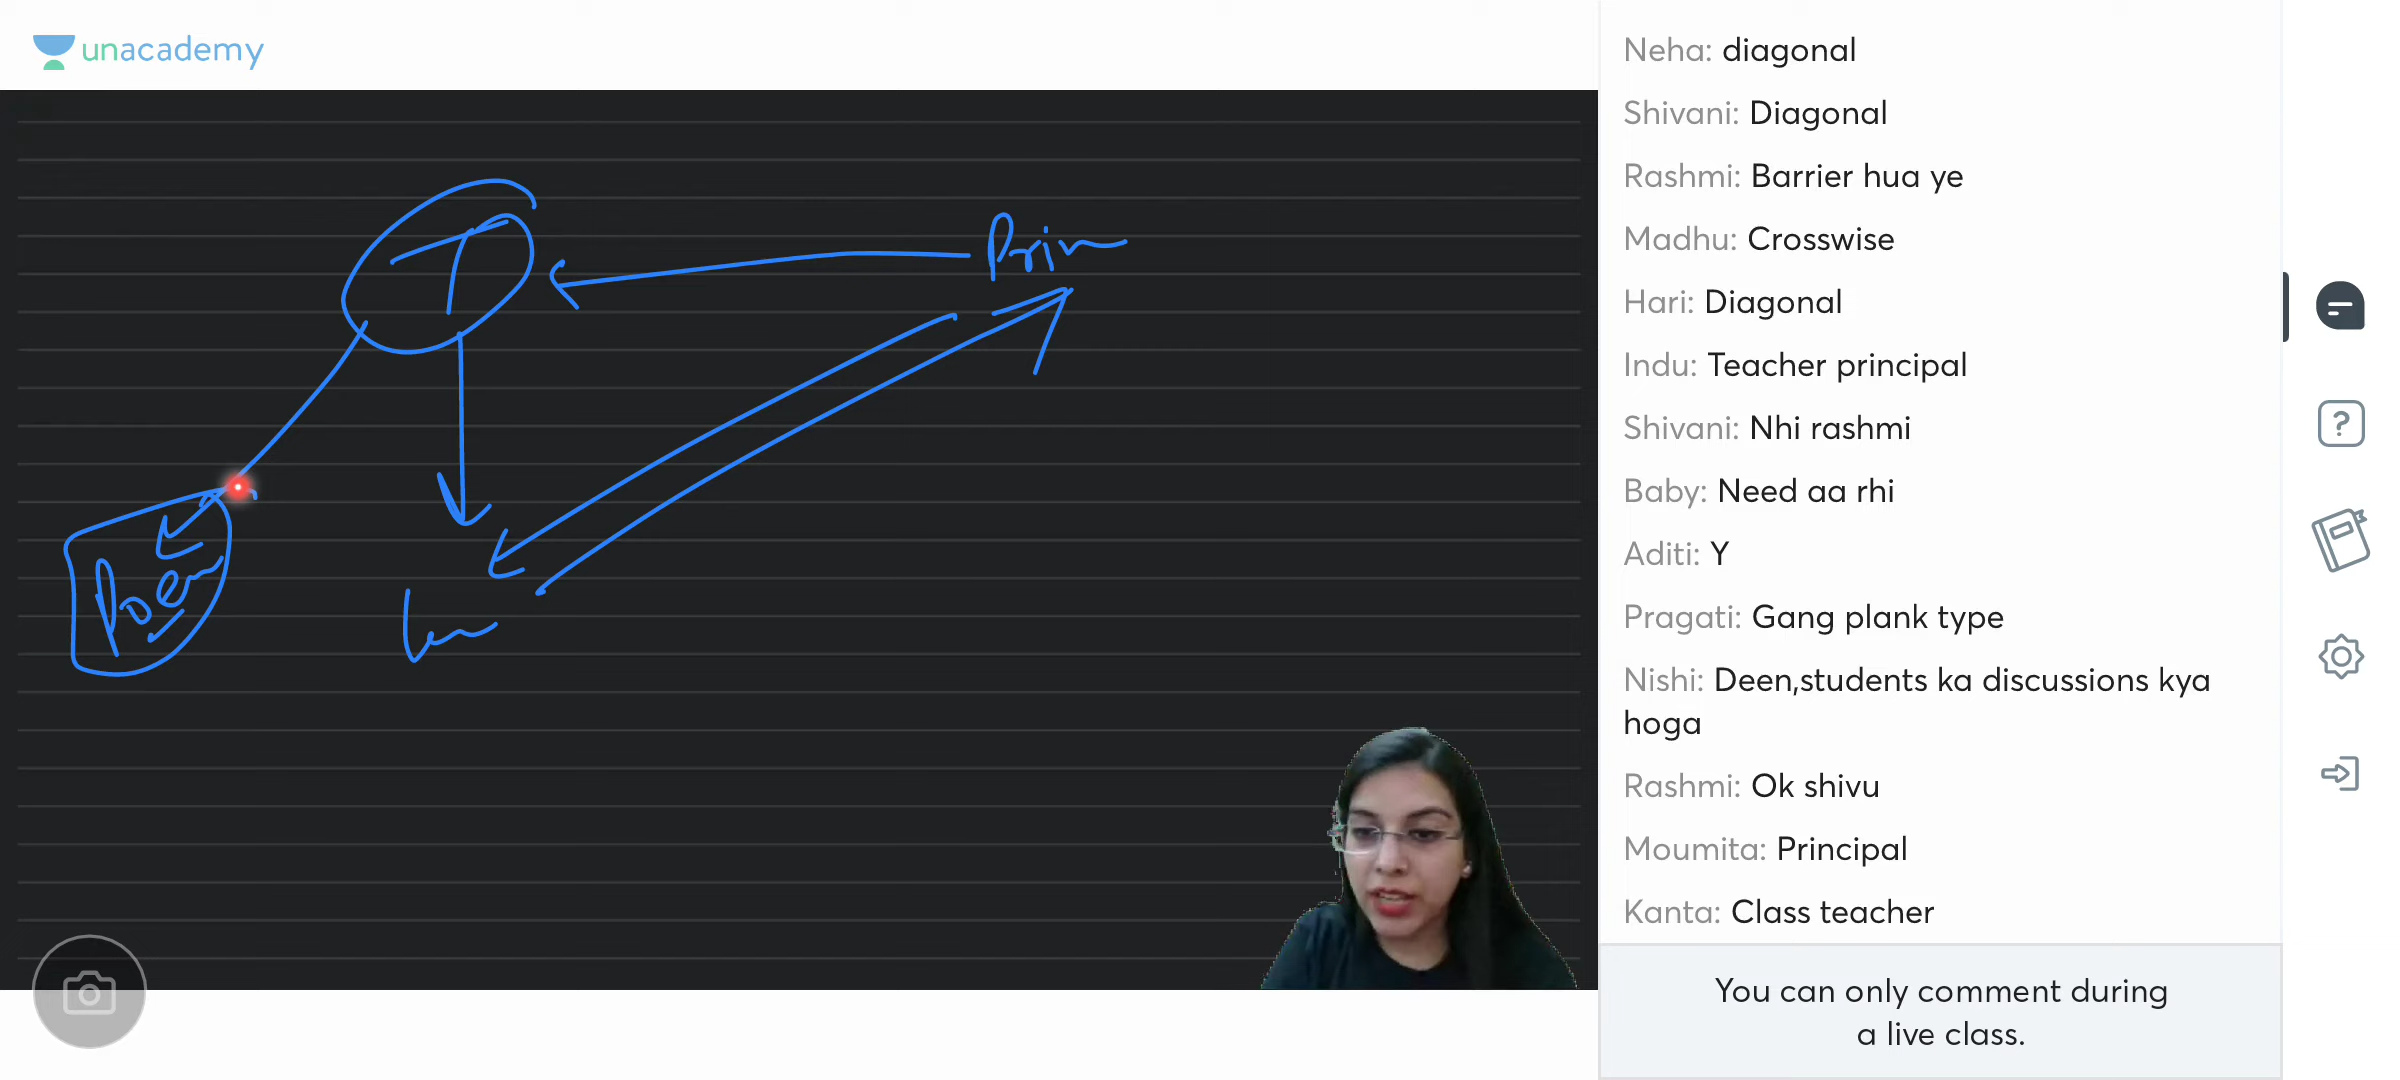 unacademy
T
Prin
Neha: diagonal
Shivani: Diagonal
Rashmi: Barrier hua ye
Madhu: Crosswise
Hari: Diagonal
Indu: Teacher principal
Shivani: Nhi rashmi
Baby: Need aa rhi
Aditi: Y
Pragati: Gang plank type
Nishi: Deen,students ka discussions kya
hoga
Rashmi: Ok shivu
Moumita: Principal
Kanta: Class teacher
You can only comment during
a live class.